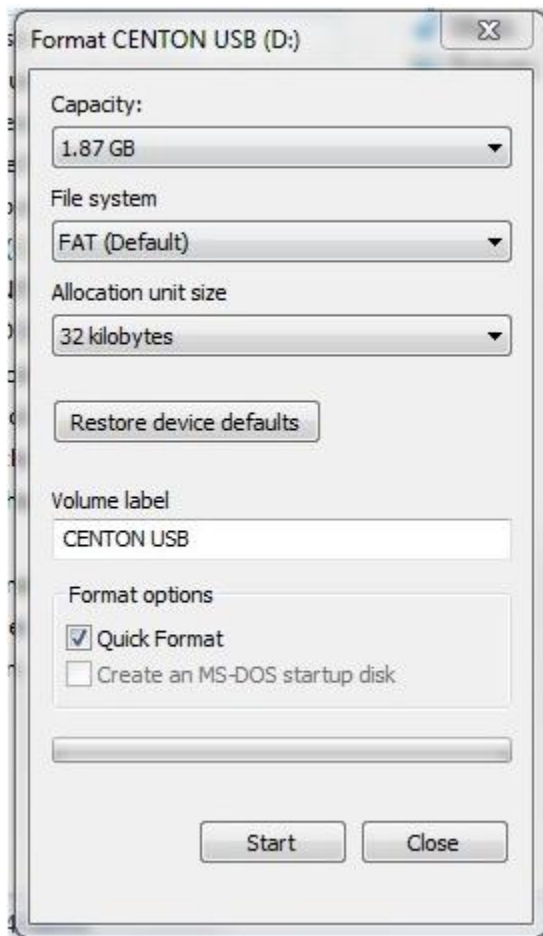 Format CENTON USB (D:)
Capacity:
1.87 GB
File system
FAT (Default)
Allocation unit size
32 kilobytes
Restore device defaults
Volume label
CENTON USB
Format options
Quick Format
Create an MS-DOS startup disk
Start
Close